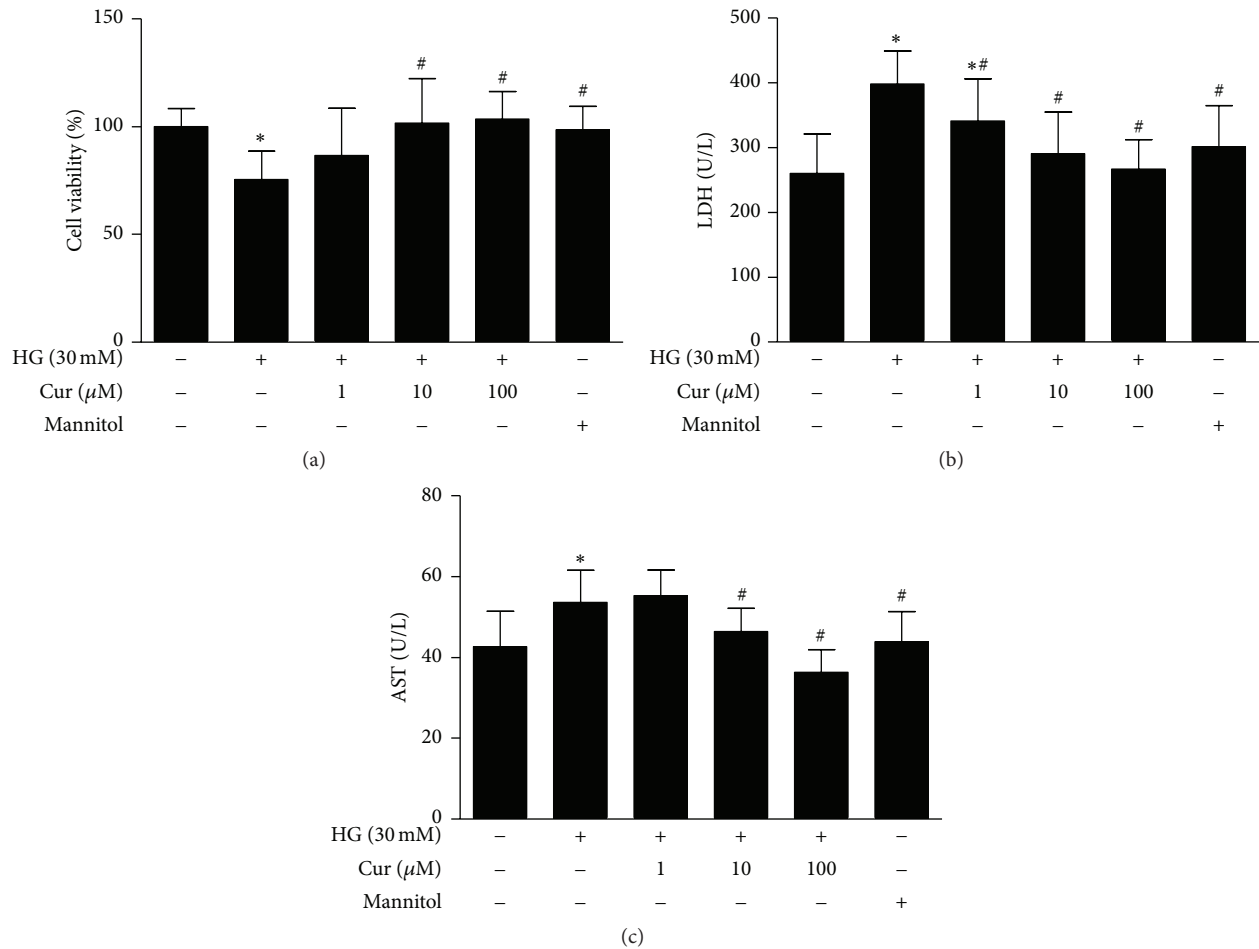 150
100
50
0
Cell viability (%)
*
#
#
#
HG (30 mM) − + + + + −
Cur (μM) − − 1 10 100 −
Mannitol − − − − − +
(a)
500
400
300
200
100
0
LDH (U/L)
*
*#
#
#
#
HG (30 mM) − + + + + −
Cur (μM) − − 1 10 100 −
Mannitol − − − − − +
(b)
80
60
40
20
0
AST (U/L)
*
#
#
#
HG (30 mM) − + + + + −
Cur (μM) − − 1 10 100 −
Mannitol − − − − − +
(c)